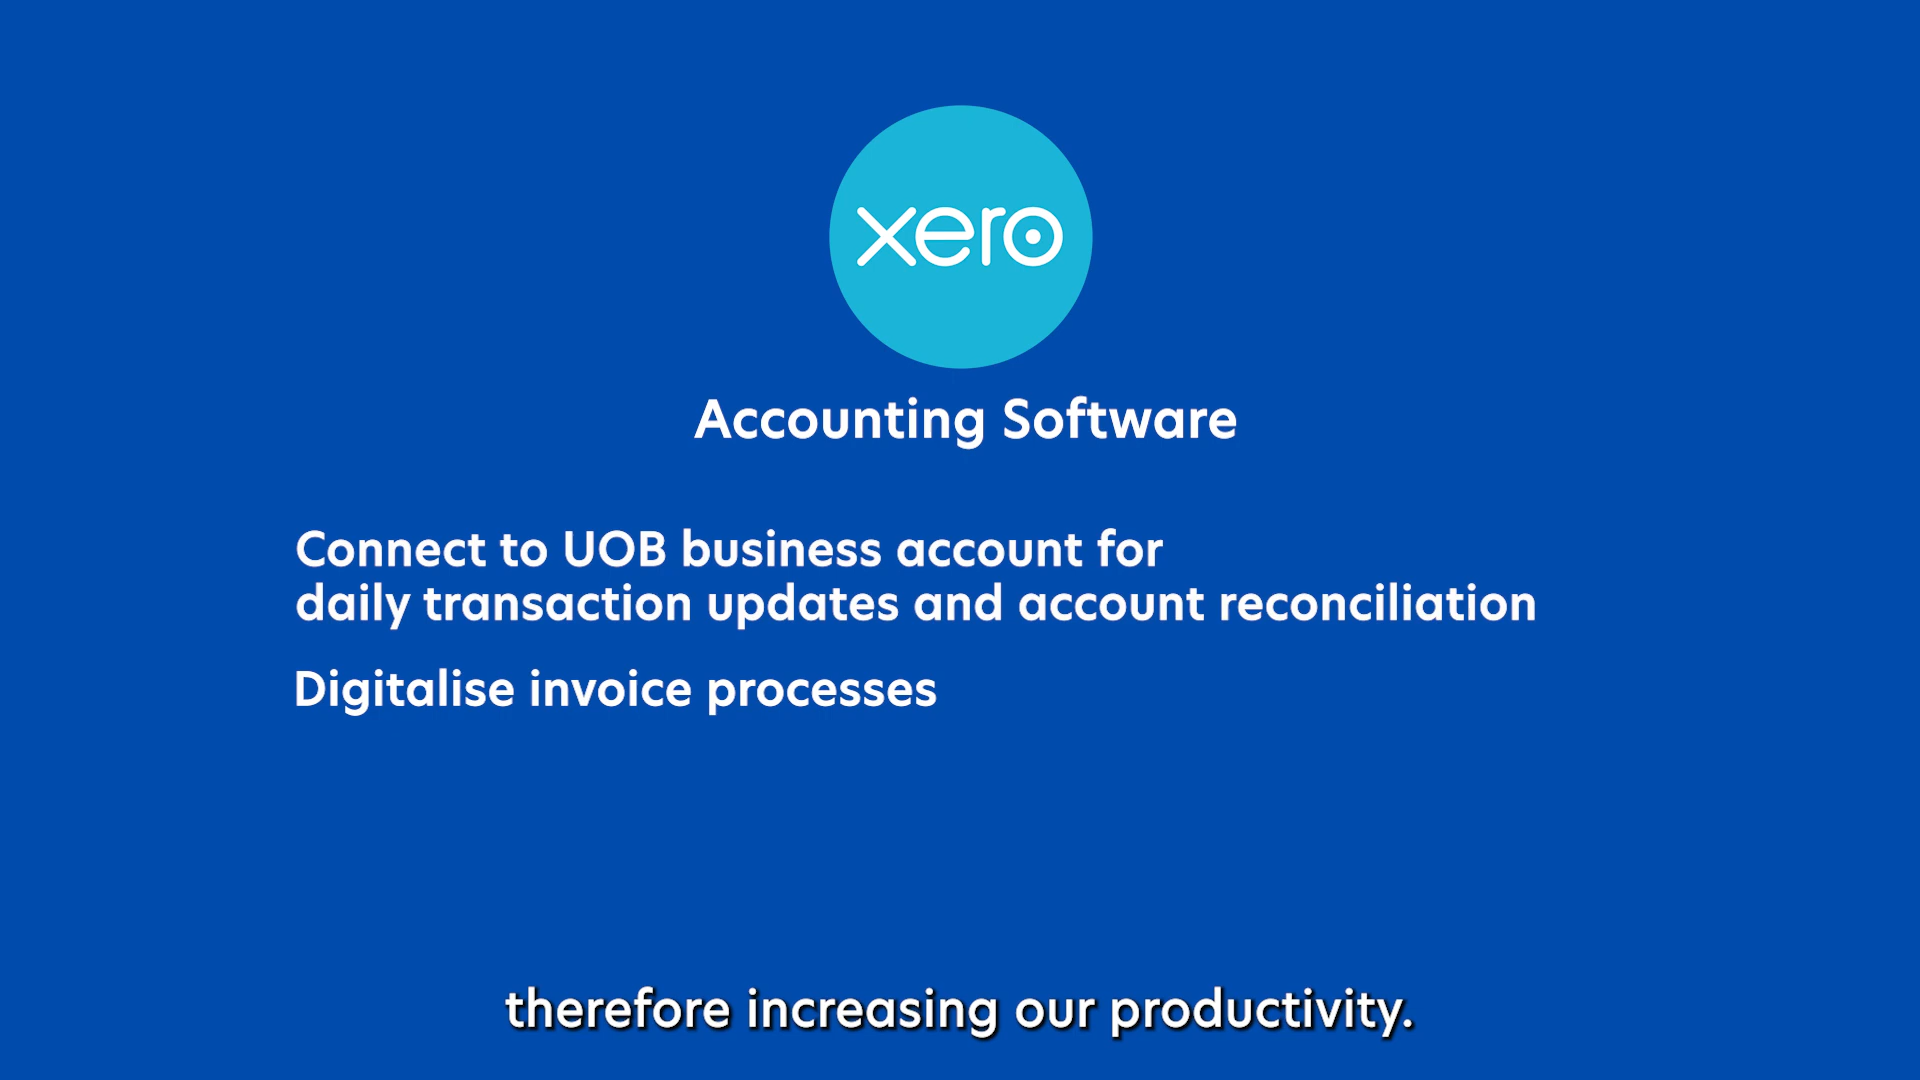 xero
Accounting Software
Connect to UOB business account for
daily transaction updates and account reconciliation
Digitalise invoice processes
therefore increasing our productivity.